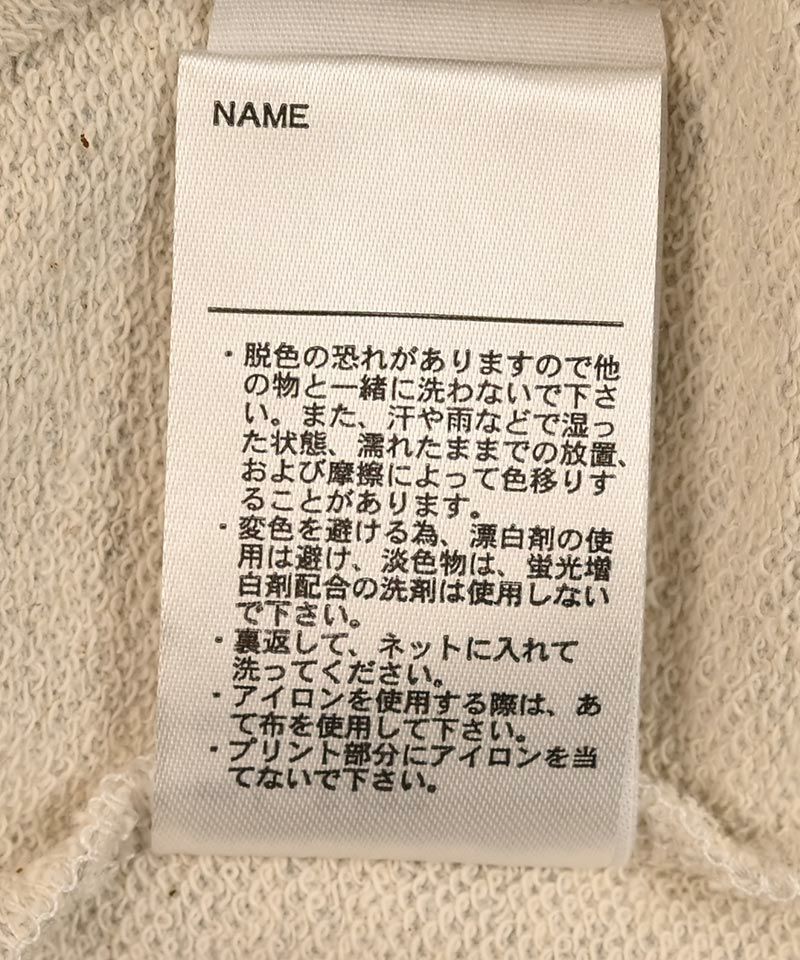 NAME
・脱色の恐れがありますので他
の物と一緒に洗わないで下さ
い。また、汗や雨などで湿っ
た状態、濡れたままでの放置、
および摩擦によって色移りす
ることがあります。
・変色を避ける為、漂白剤の使
用は避け、淡色物は、蛍光増
白剤配合の洗剤は使用しない
で下さい。
・裏返して、ネットに入れて
洗ってください。
・アイロンを使用する際は、あ
て布を使用して下さい。
・プリント部分にアイロンを当
てないで下さい。